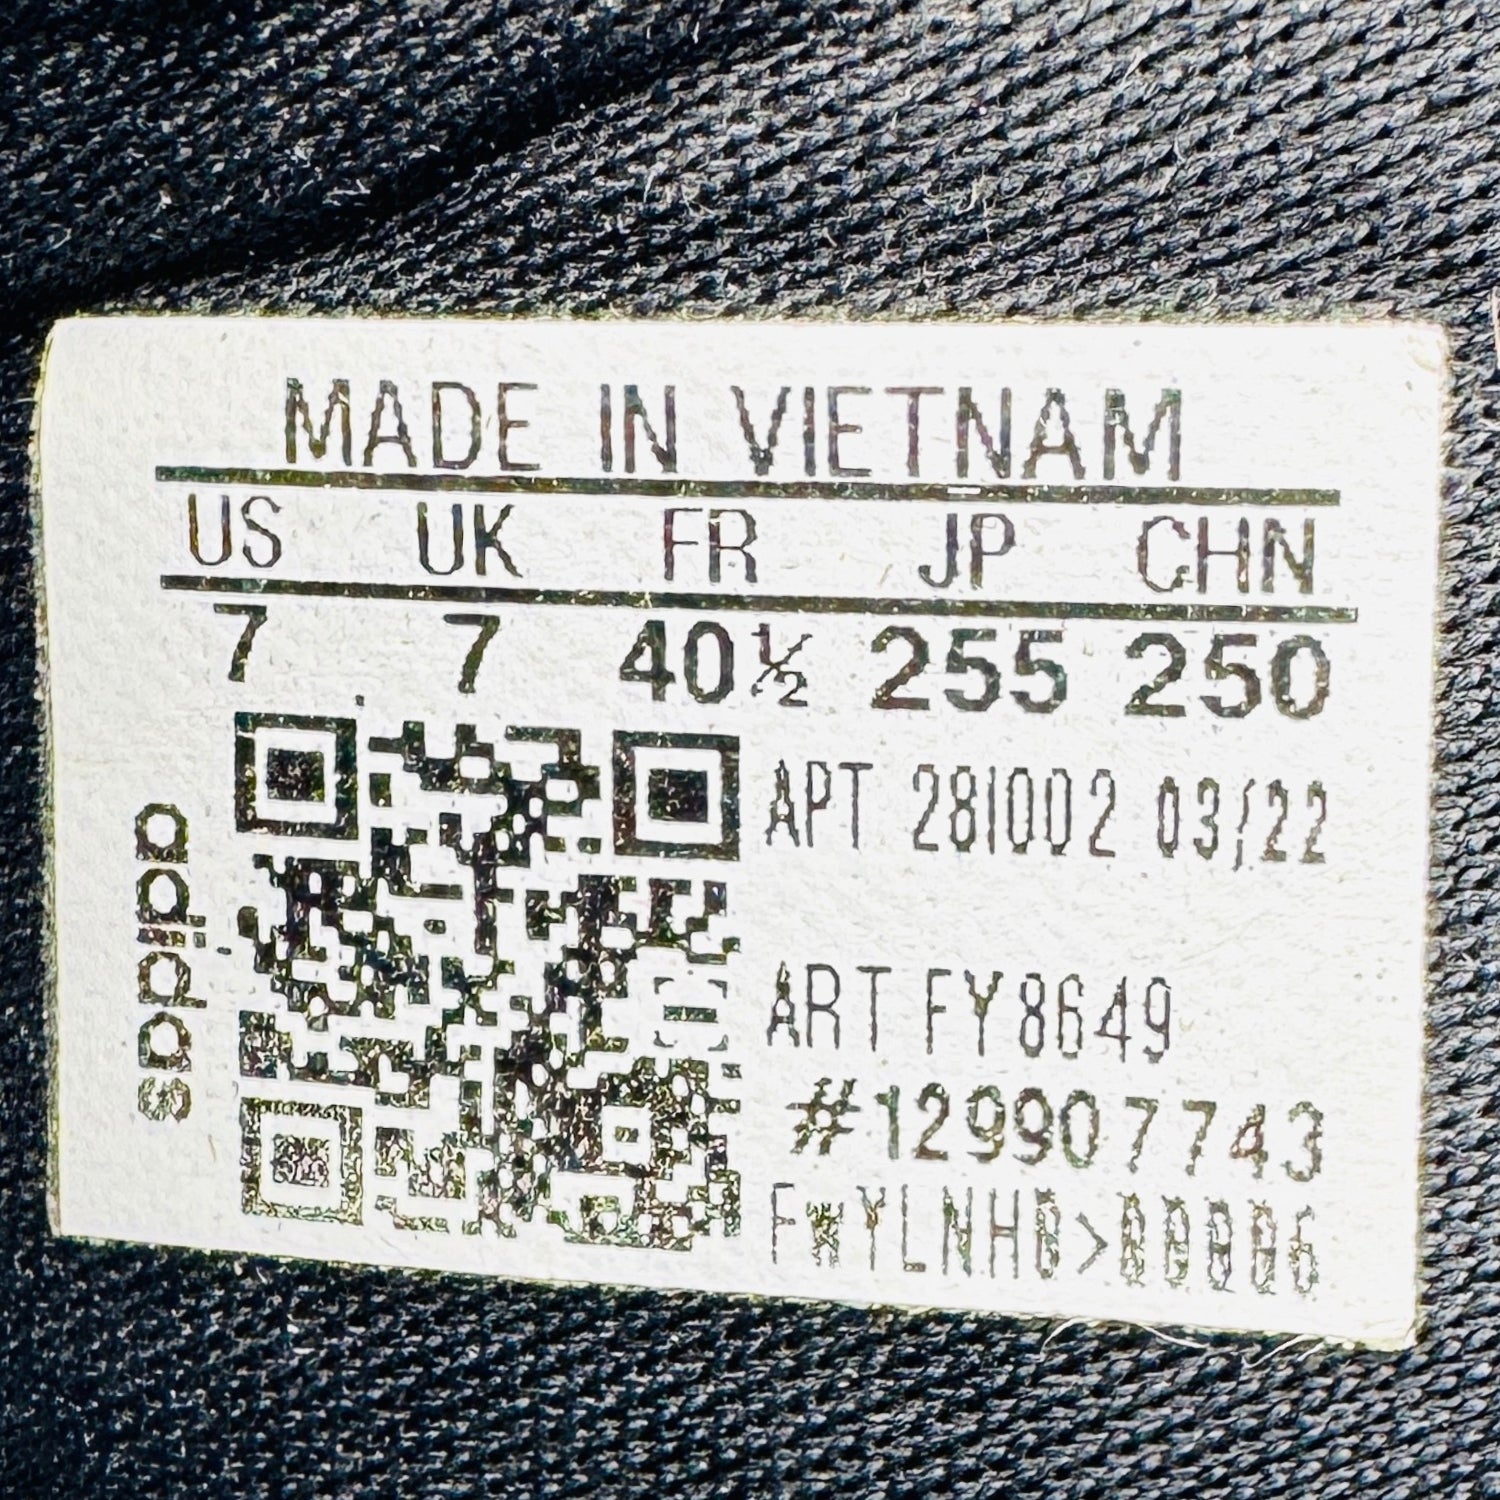 MADE IN VIETNAM
US UK FR JP CHN
7 7 40½ 255 250
adidas
APT 281002 03/22
ART FY8649
#129907743